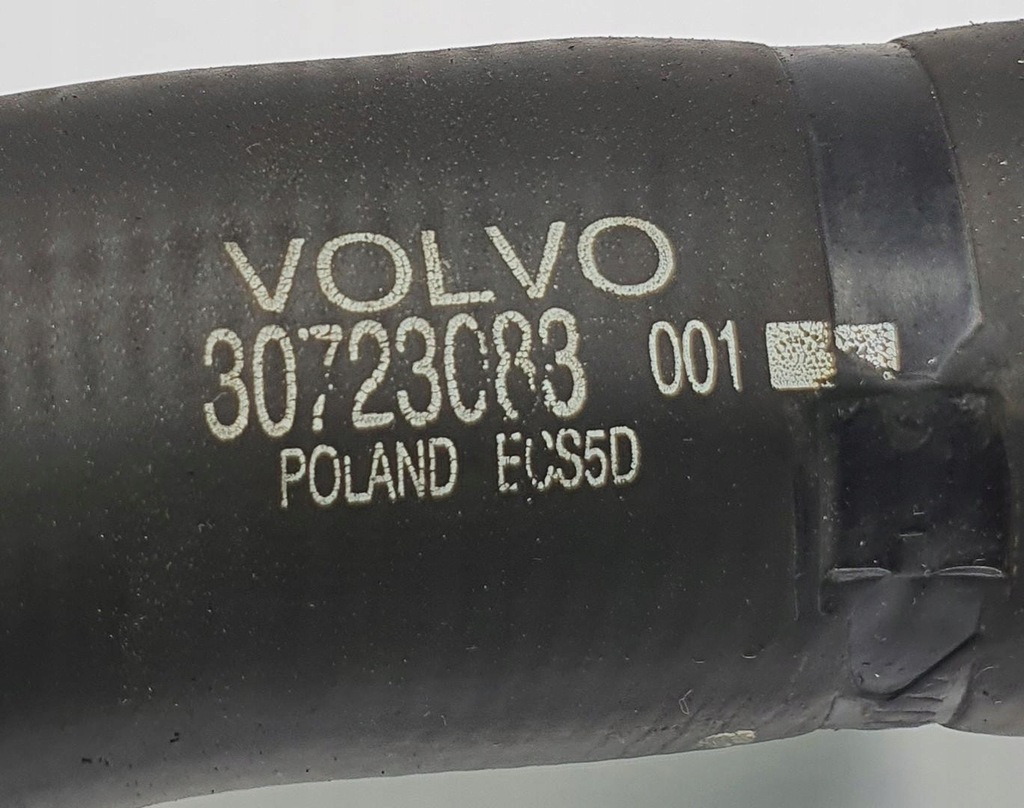 VOLVO
30723083 001
POLAND ECS5D